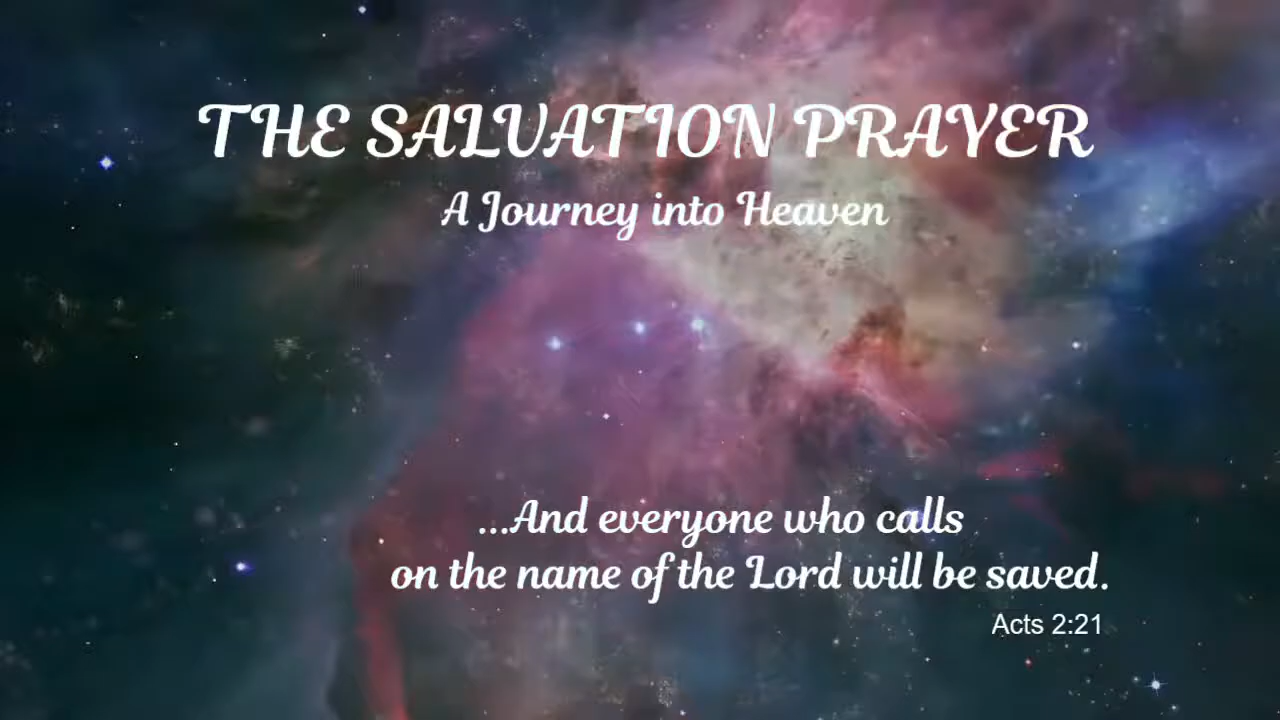 THE SALVATION PRAYER
A Journey into Heaven
...And everyone who calls
on the name of the Lord will be saved.
Acts 2:21